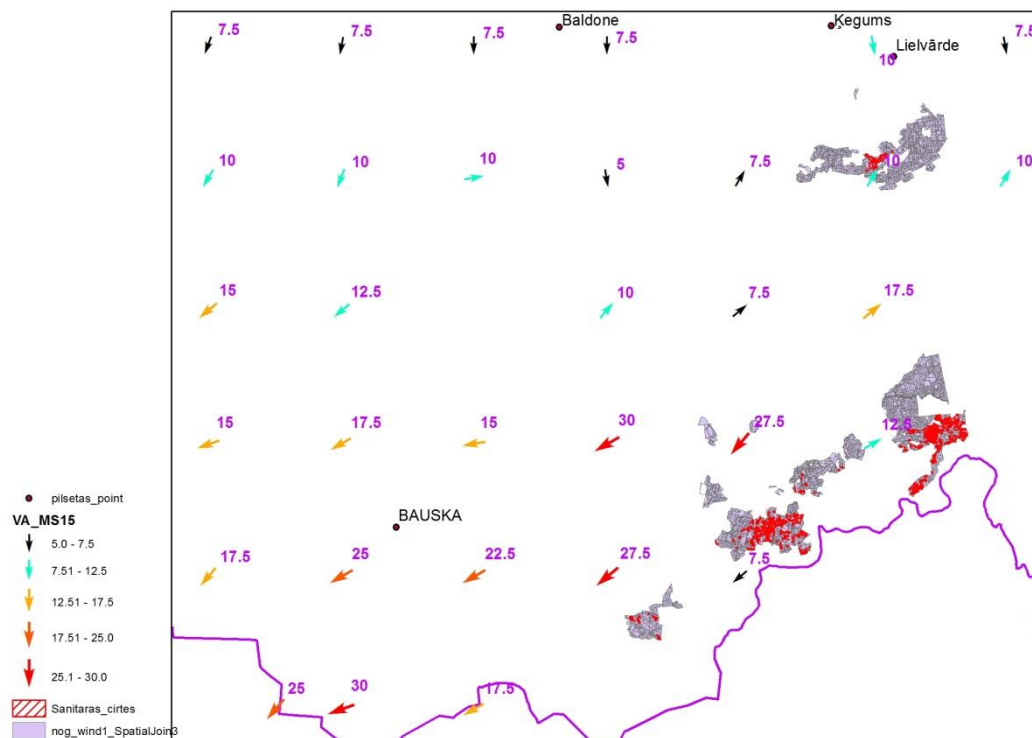 Baldone
Ķegums
7.5
7.5
7.5
7.5
Lielvārde
7.5
10
10
10
10
5
7.5
10
10
15
12.5
10
7.5
17.5
15
17.5
15
30
27.5
12.5
BAUSKA
17.5
25
22.5
27.5
7.5
25
30
17.5
pilsetas_point
VA_MS15
5.0 - 7.5
7.51 - 12.5
12.51 - 17.5
17.51 - 25.0
25.1 - 30.0
Sanitaras_cirtes
nog_wind1_SpatialJoin3